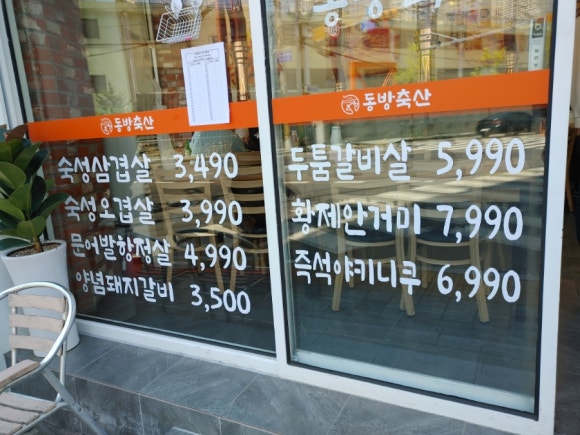 동방축산
숙성삼겹살 3,490
숙성오겹살 3,990
문어발항정살 4,990
양념돼지갈비 3,500
동방축산
두툼갈비살 5,990
황제안거미 7,990
즉석야키니쿠 6,990